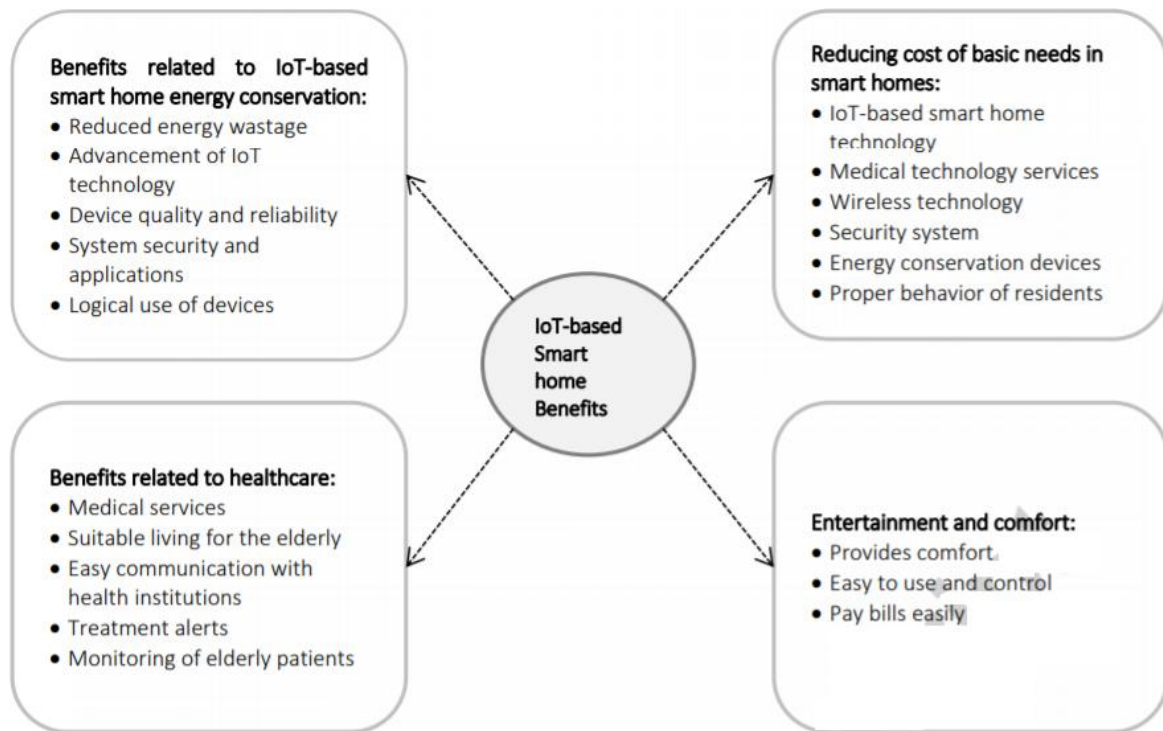 Benefits related to IoT-based
smart home energy conservation:
• Reduced energy wastage
• Advancement of IoT
technology
• Device quality and reliability
• System security and
applications
• Logical use of devices
Reducing cost of basic needs in
smart homes:
• IoT-based smart home
technology
• Medical technology services
• Wireless technology
• Security system
• Energy conservation devices
• Proper behavior of residents
IoT-based
Smart
home
Benefits
Benefits related to healthcare:
• Medical services
• Suitable living for the elderly
• Easy communication with
health institutions
• Treatment alerts
• Monitoring of elderly patients
Entertainment and comfort:
• Provides comfort.
• Easy to use and control
• Pay bills easily